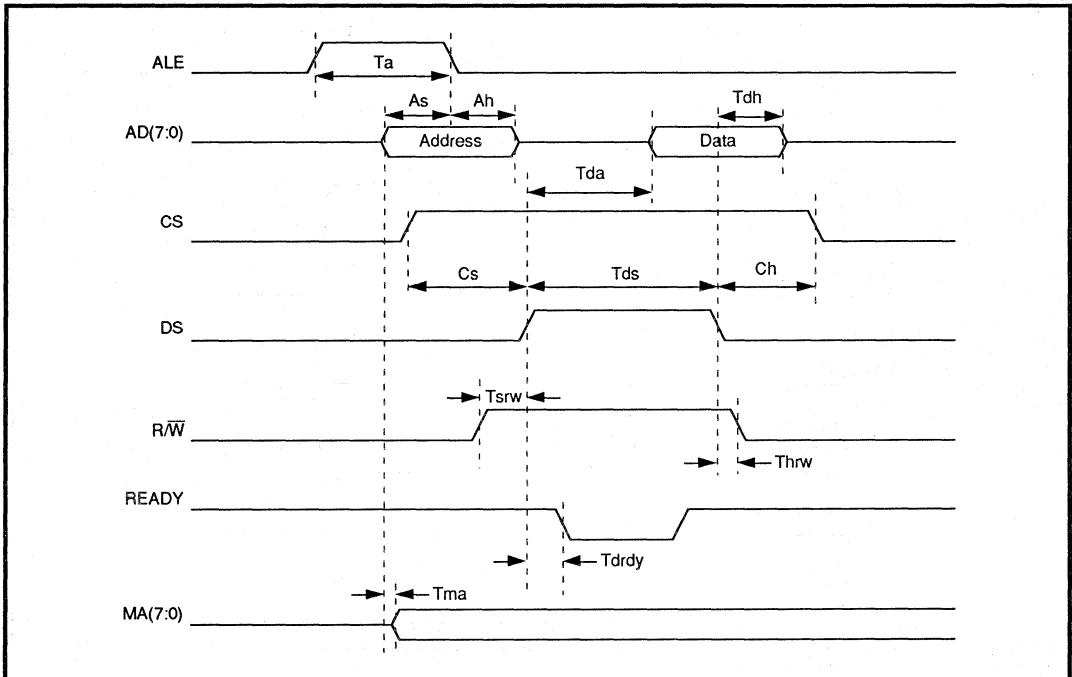 ALE
Ta
As Ah Tdh
AD(7:0) Address Data
Tda
CS
Cs Tds Ch
DS
Tsrw
R/W̅
Thrw
READY
Tdrdy
Tma
MA(7:0)